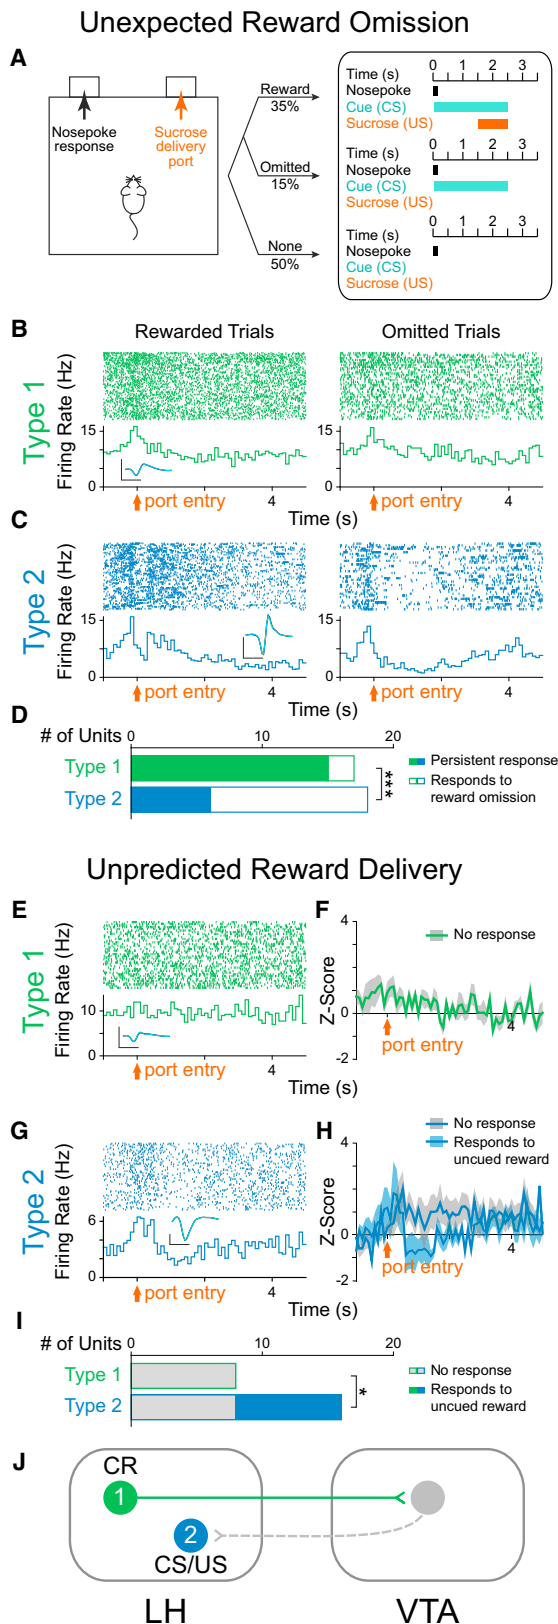 Unexpected Reward Omission
A
Nosepoke
response
Sucrose
delivery
port
Reward
35%
Omitted
15%
None
50%
Time (s) 0 1 2 3
Nosepoke
Cue (CS)
Sucrose (US)
Time (s) 0 1 2 3
Nosepoke
Cue (CS)
Sucrose (US)
Time (s) 0 1 2 3
Nosepoke
Cue (CS)
Sucrose (US)
B
Rewarded Trials Omitted Trials
Type 1
Firing Rate (Hz)
15
0
15
0
port entry 4
port entry 4
Time (s)
C
Type 2
Firing Rate (Hz)
15
0
15
0
port entry 4
port entry 4
Time (s)
D
# of Units 0 10 20
Type 1
Type 2
***
Persistent response
Responds to
reward omission
Unpredicted Reward Delivery
E
Type 1
Firing Rate (Hz)
10
0
port entry 4
Time (s)
F
Z-Score
4
0
-2
No response
4
port entry
G
Type 2
Firing Rate (Hz)
6
0
port entry 4
Time (s)
H
Z-Score
4
0
-2
No response
Responds to
uncued reward
4
port entry
I
# of Units 0 10 20
Type 1
Type 2
*
No response
Responds to
uncued reward
J
CR
1
2
CS/US
LH VTA